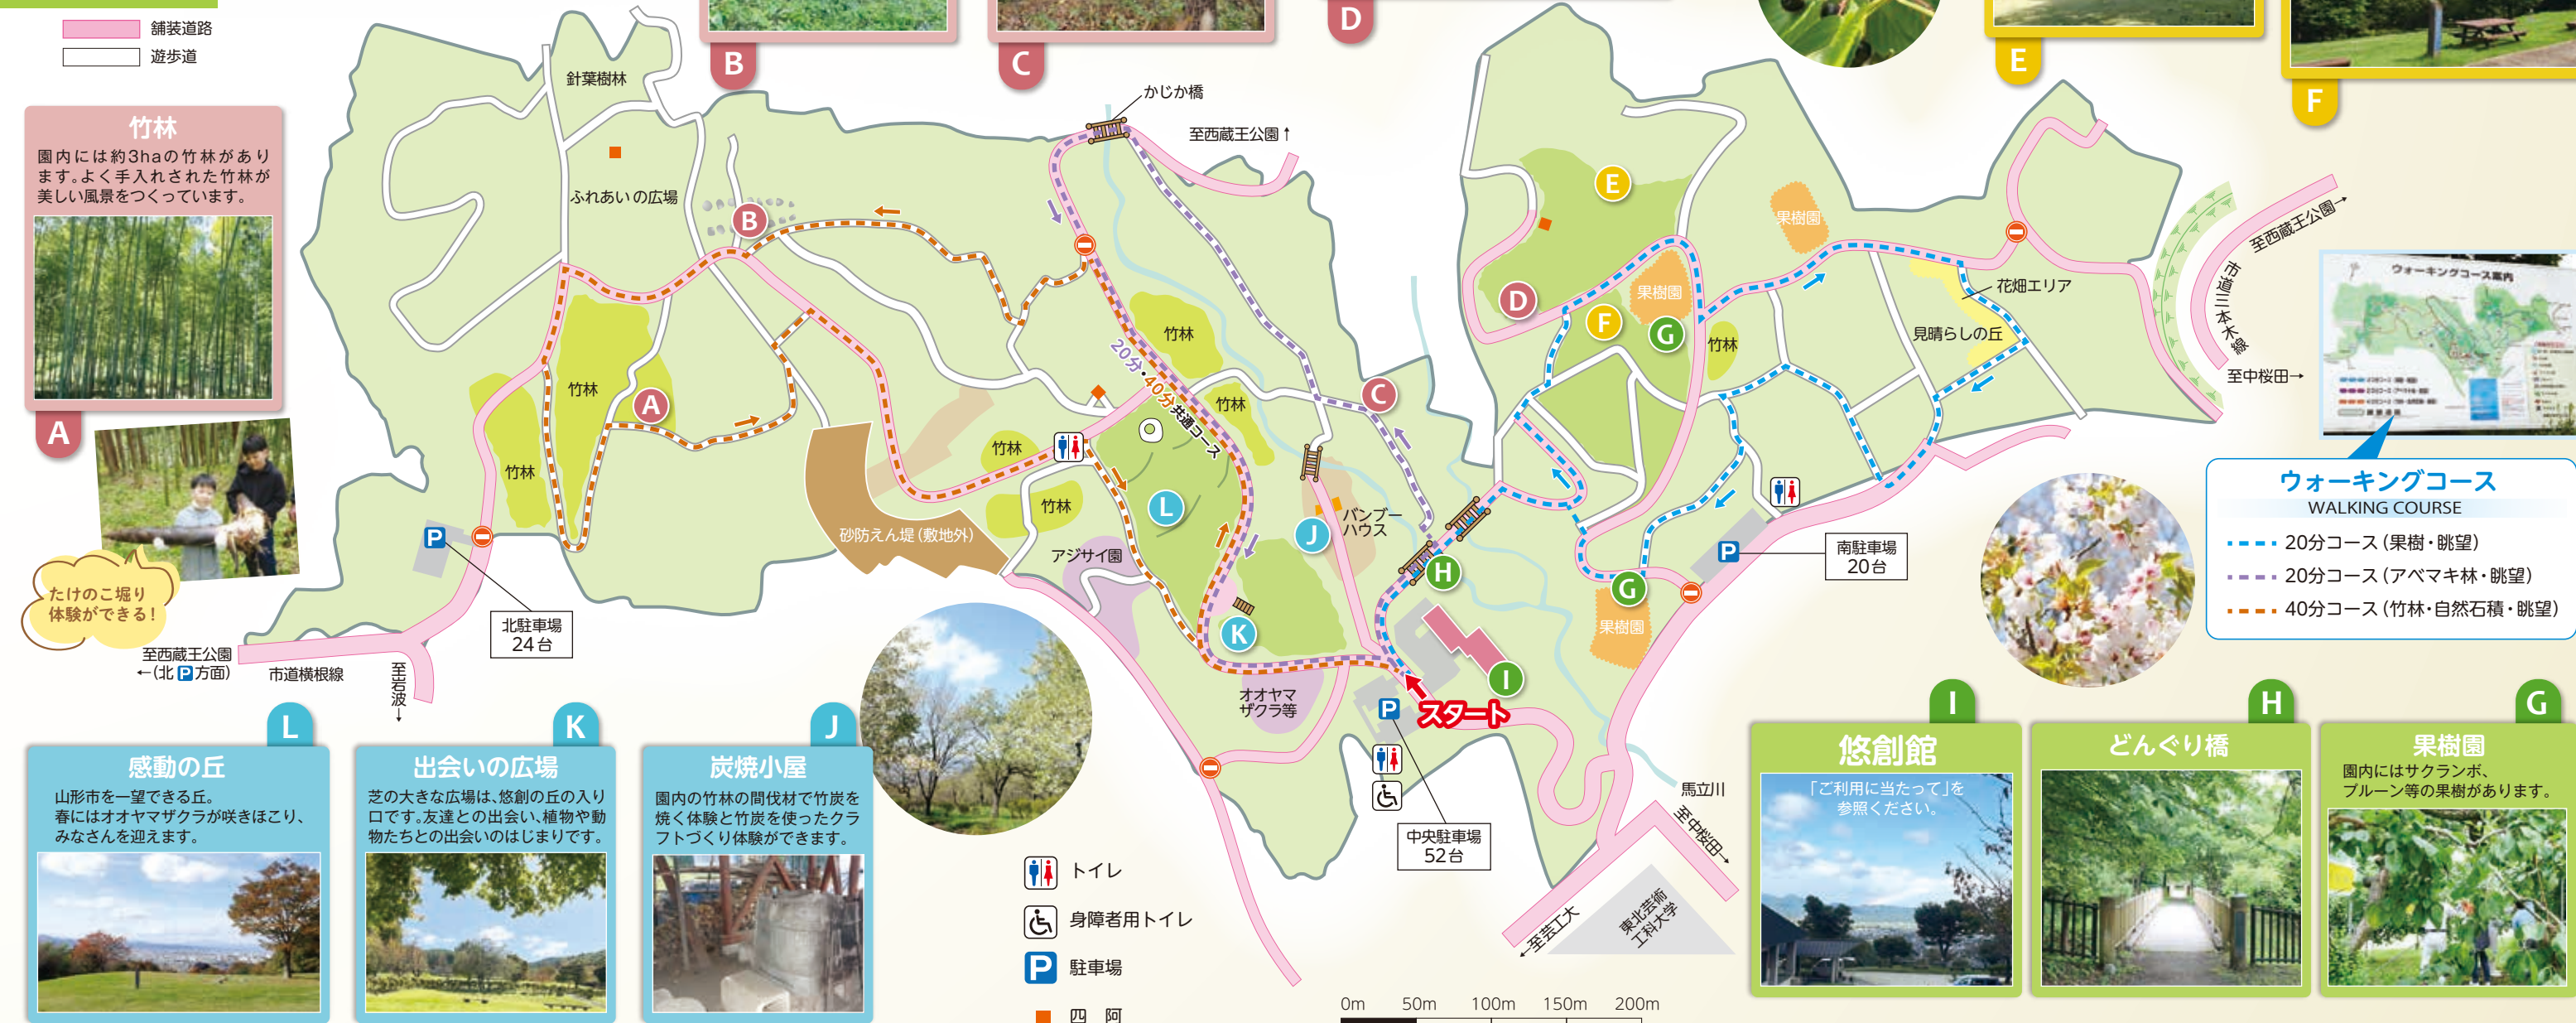 舗装道路
遊歩道
B
C
D
E
F
竹林
園内には約3haの竹林があり
ます。よく手入れされた竹林が
美しい風景をつくっています。
A
たけのこ堀り
体験ができる!
針葉樹林
ふれあいの広場
B
かじか橋
至西蔵王公園↑
竹林
A
竹林
竹林
竹林
竹林
竹林
20分・40分共通コース
C
L
アジサイ園
砂防えん堤(敷地外)
J
バンブー
ハウス
H
K
オオヤマ
ザクラ等
I
スタート
P
北駐車場
24台
至西蔵王公園
←(北P方面)
市道横根線
至岩波→
E
D
F
果樹園
G
果樹園
竹林
花畑エリア
見晴らしの丘
至西蔵王公園→
市道三本木線
至中桜田→
P
南駐車場
20台
G
果樹園
P
中央駐車場
52台
馬立川
至中桜田→
←至芸工大
東北芸術
工科大学
ウォーキングコース案内
ウォーキングコース
WALKING COURSE
20分コース(果樹・眺望)
20分コース(アベマキ林・眺望)
40分コース(竹林・自然石積・眺望)
L
感動の丘
山形市を一望できる丘。
春にはオオヤマザクラが咲きほこり、
みなさんを迎えます。
K
出会いの広場
芝の大きな広場は、悠創の丘の入り
口です。友達との出会い、植物や動
物たちとの出会いのはじまりです。
J
炭焼小屋
園内の竹林の間伐材で竹炭を
焼く体験と竹炭を使ったクラ
フトづくり体験ができます。
トイレ
身障者用トイレ
P 駐車場
四 阿
0m 50m 100m 150m 200m
I
悠創館
「ご利用に当たって」を
参照ください。
H
どんぐり橋
G
果樹園
園内にはサクランボ、
プルーン等の果樹があります。